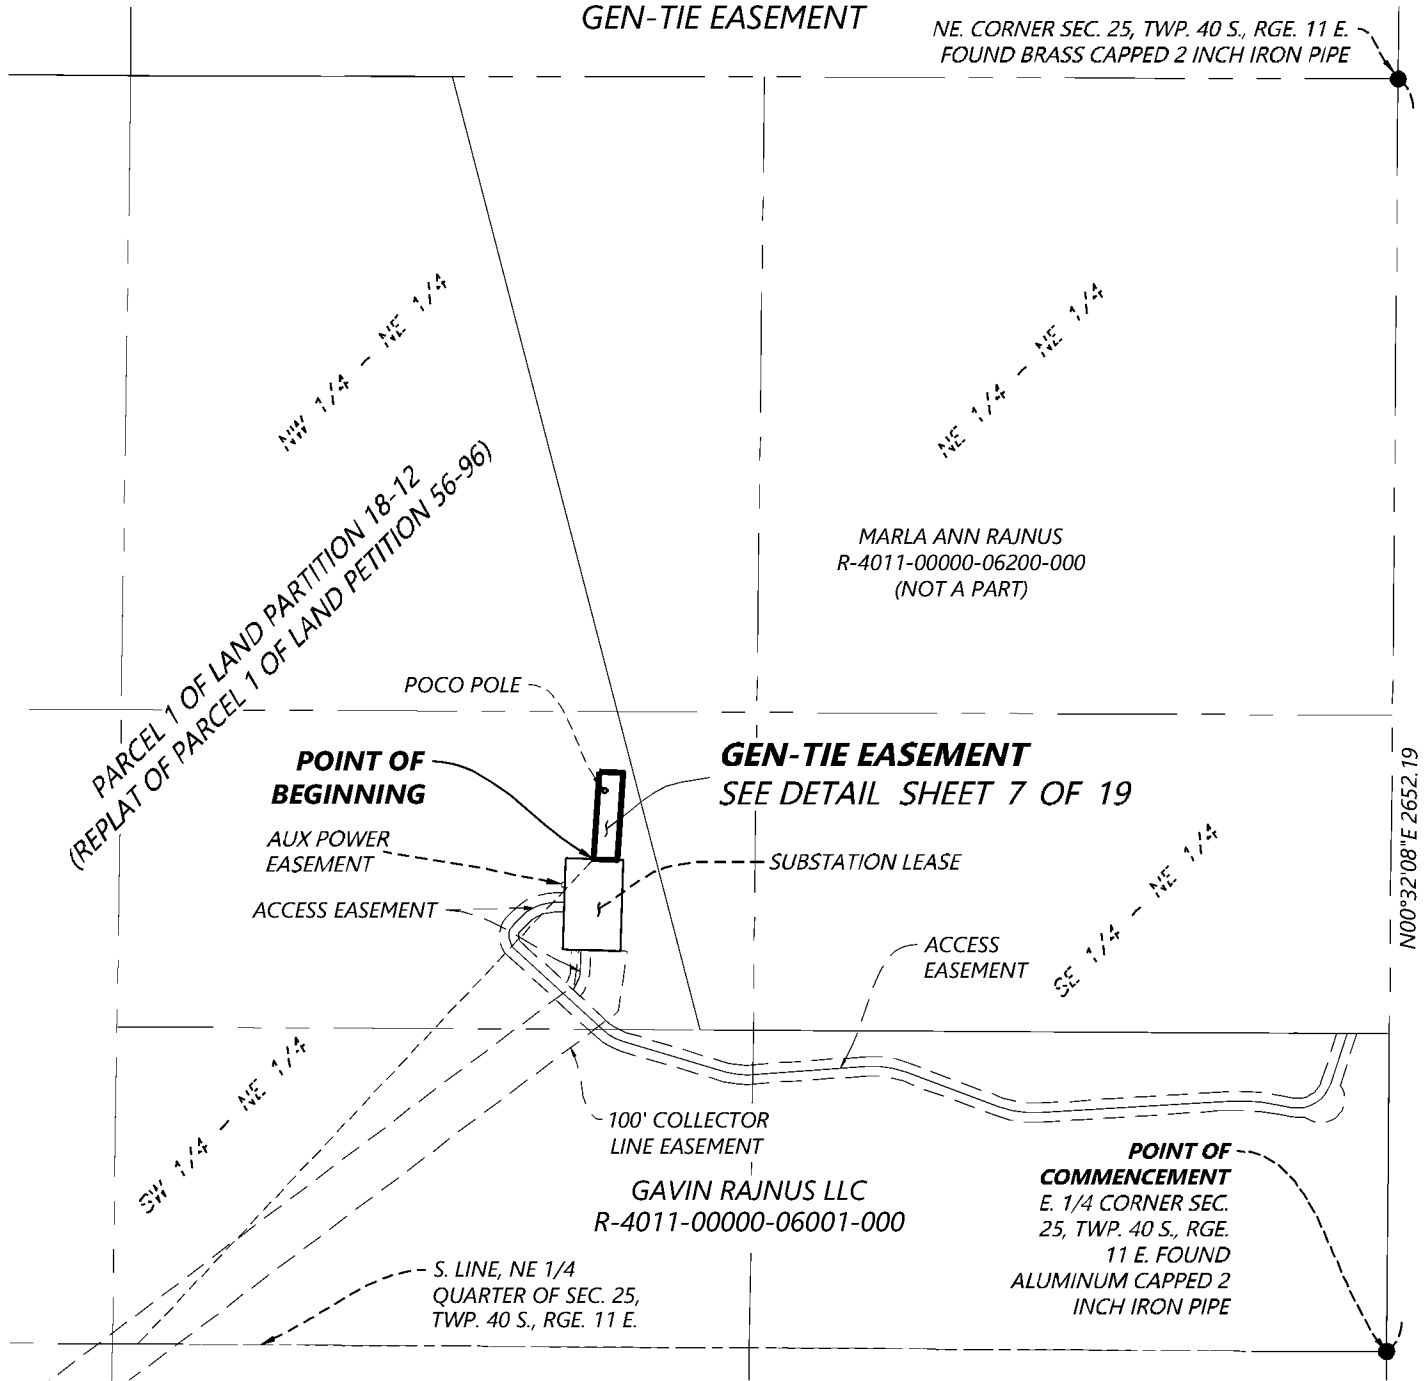 GEN-TIE EASEMENT
NE. CORNER SEC. 25, TWP. 40 S., RGE. 11 E.
FOUND BRASS CAPPED 2 INCH IRON PIPE
NW 1/4 - NE 1/4
NE 1/4 - NE 1/4
PARCEL 1 OF LAND PARTITION 18-12
(REPLAT OF PARCEL 1 OF LAND PETITION 56-96)
MARLA ANN RAJNUS
R-4011-00000-06200-000
(NOT A PART)
POCO POLE
POINT OF
BEGINNING
GEN-TIE EASEMENT
SEE DETAIL SHEET 7 OF 19
AUX POWER
EASEMENT
SUBSTATION LEASE
ACCESS EASEMENT
ACCESS
EASEMENT
SE 1/4 - NE 1/4
N00°32'08"E 2652.19
SW 1/4 - NE 1/4
100' COLLECTOR
LINE EASEMENT
GAVIN RAJNUS LLC
R-4011-00000-06001-000
POINT OF
COMMENCEMENT
E. 1/4 CORNER SEC.
25, TWP. 40 S., RGE.
11 E. FOUND
ALUMINUM CAPPED 2
INCH IRON PIPE
S. LINE, NE 1/4
QUARTER OF SEC. 25,
TWP. 40 S., RGE. 11 E.